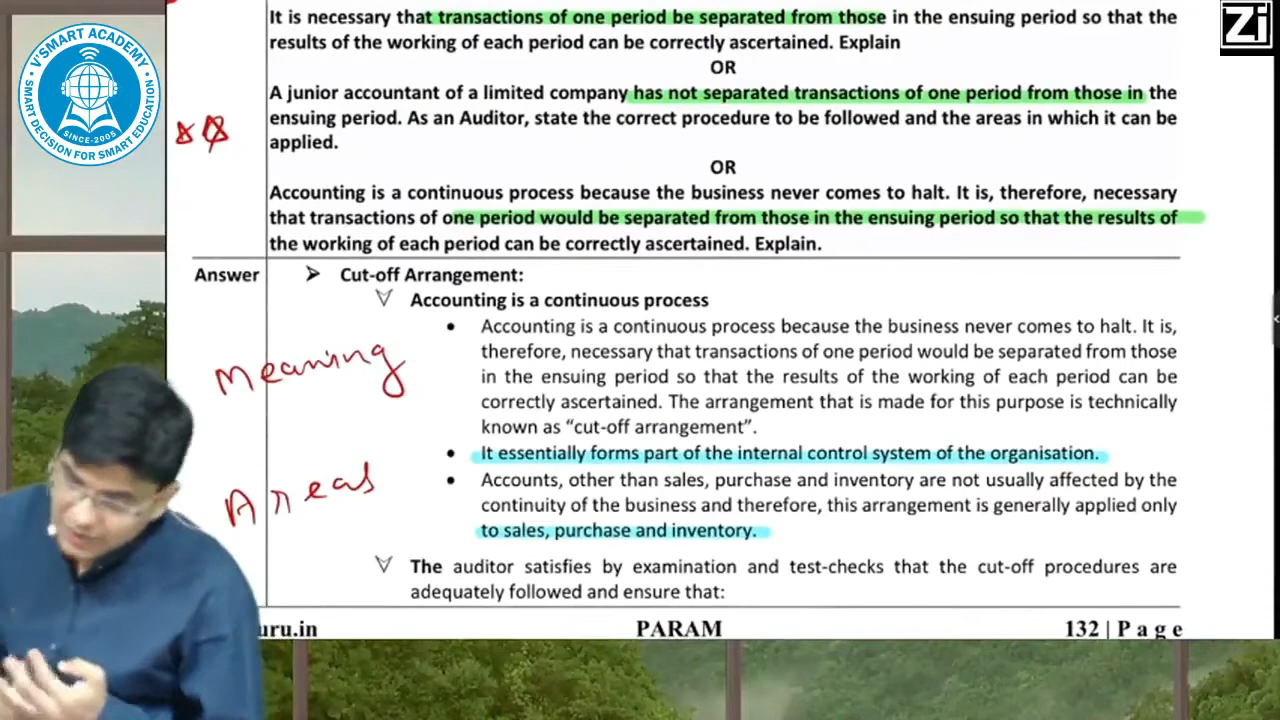 It is necessary that transactions of one period be separated from those in the ensuing period so that the
results of the working of each period can be correctly ascertained. Explain
OR
A junior accountant of a limited company has not separated transactions of one period from those in the
ensuing period. As an Auditor, state the correct procedure to be followed and the areas in which it can be
applied.
OR
Accounting is a continuous process because the business never comes to halt. It is, therefore, necessary
that transactions of one period would be separated from those in the ensuing period so that the results of
the working of each period can be correctly ascertained. Explain.
Answer
Cut-off Arrangement:
Accounting is a continuous process
Accounting is a continuous process because the business never comes to halt. It is,
therefore, necessary that transactions of one period would be separated from those
in the ensuing period so that the results of the working of each period can be
correctly ascertained. The arrangement that is made for this purpose is technically
known as “cut-off arrangement”.
It essentially forms part of the internal control system of the organisation.
Accounts, other than sales, purchase and inventory are not usually affected by the
continuity of the business and therefore, this arrangement is generally applied only
to sales, purchase and inventory.
The auditor satisfies by examination and test-checks that the cut-off procedures are
adequately followed and ensure that:
Meaning
Areas
uru.in PARAM 132 | P a g e
V'SMART ACADEMY
SMART DECISION FOR SMART EDUCATION
SINCE-2005
Zi